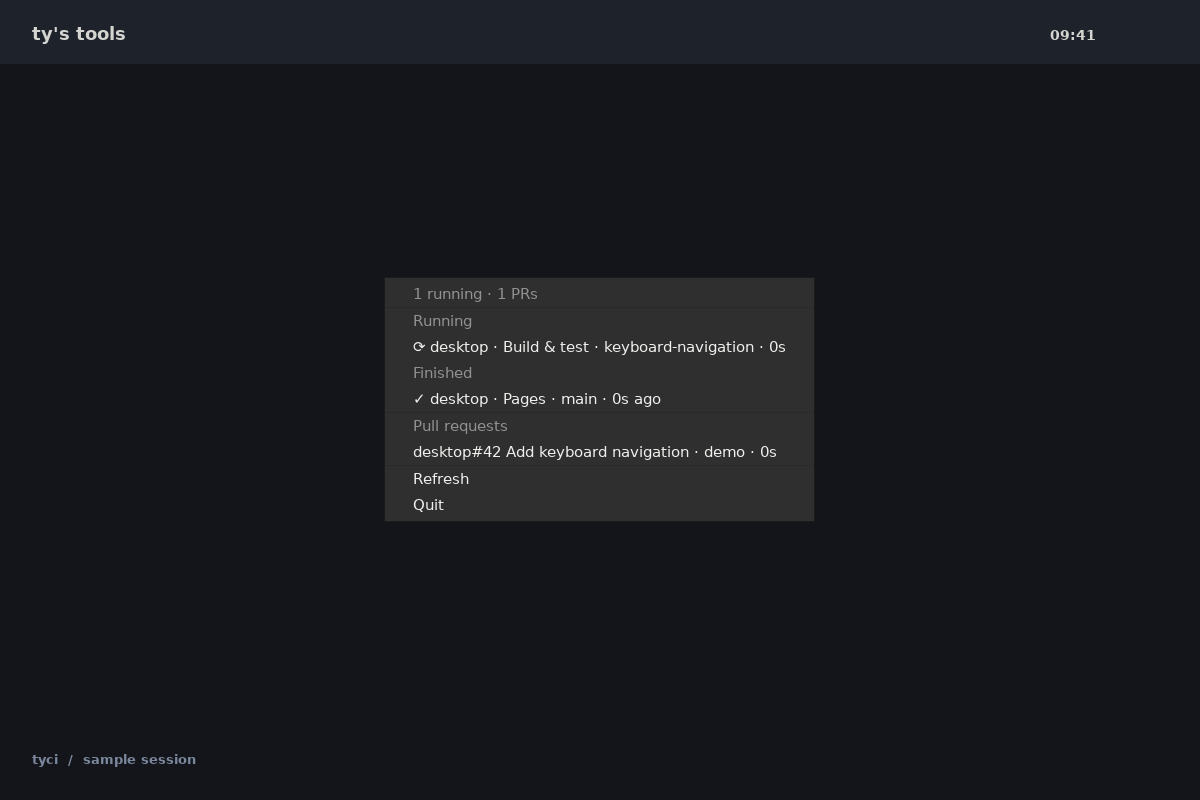 ty's tools
09:41
1 running · 1 PRs
Running
⟳ desktop · Build & test · keyboard-navigation · 0s
Finished
✓ desktop · Pages · main · 0s ago
Pull requests
desktop#42 Add keyboard navigation · demo · 0s
Refresh
Quit
tyci / sample session